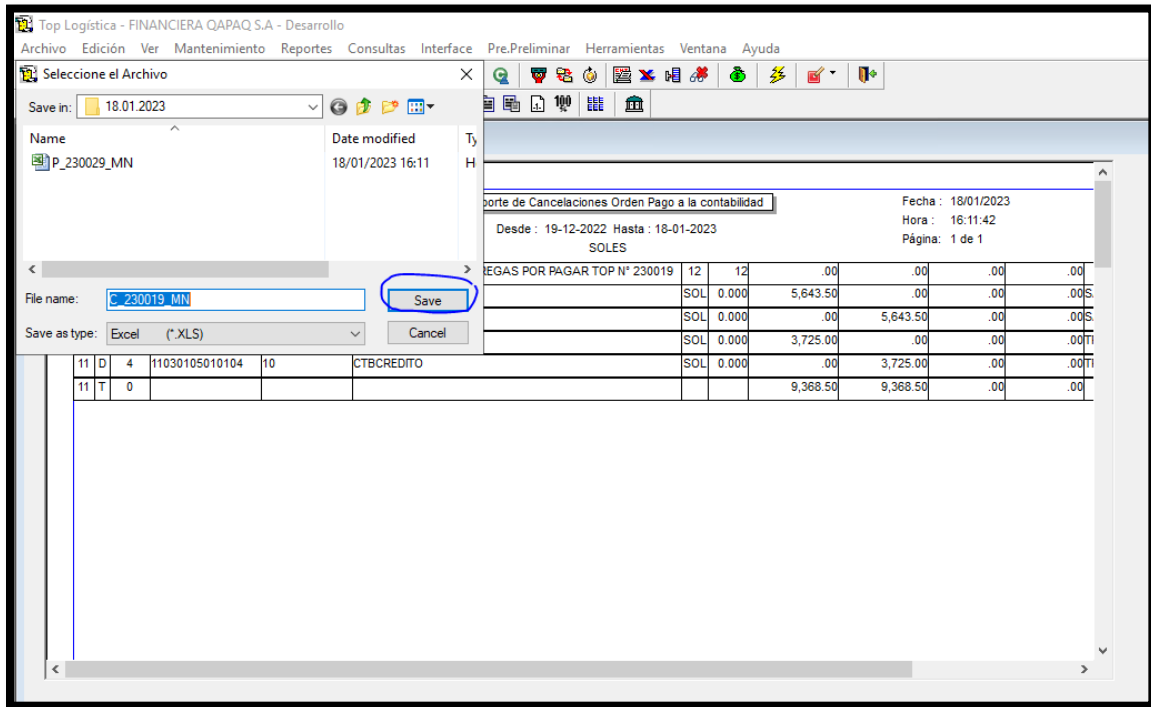 Top Logística - FINANCIERA QAPAQ S.A - Desarrollo
Archivo Edición Ver Mantenimiento Reportes Consultas Interface Pre.Preliminar Herramientas Ventana Ayuda
Seleccione el Archivo
Save in: 18.01.2023
Name Date modified Ty
P_230029_MN 18/01/2023 16:11 H
File name: C_230019_MN Save
Save as type: Excel (*.XLS) Cancel
porte de Cancelaciones Orden Pago a la contabilidad Fecha : 18/01/2023
Hora : 16:11:42
Desde : 19-12-2022 Hasta : 18-01-2023
Página: 1 de 1
SOLES
REGAS POR PAGAR TOP N° 230019 12 12 .00 .00 .00 .00
SOL 0.000 5,643.50 .00 .00 .00 S
SOL 0.000 .00 5,643.50 .00 .00 S
SOL 0.000 3,725.00 .00 .00 .00
11 D 4 11030105010104 10 CTBCREDITO SOL 0.000 .00 3,725.00 .00 .00
11 T 0 9,368.50 9,368.50 .00 .00